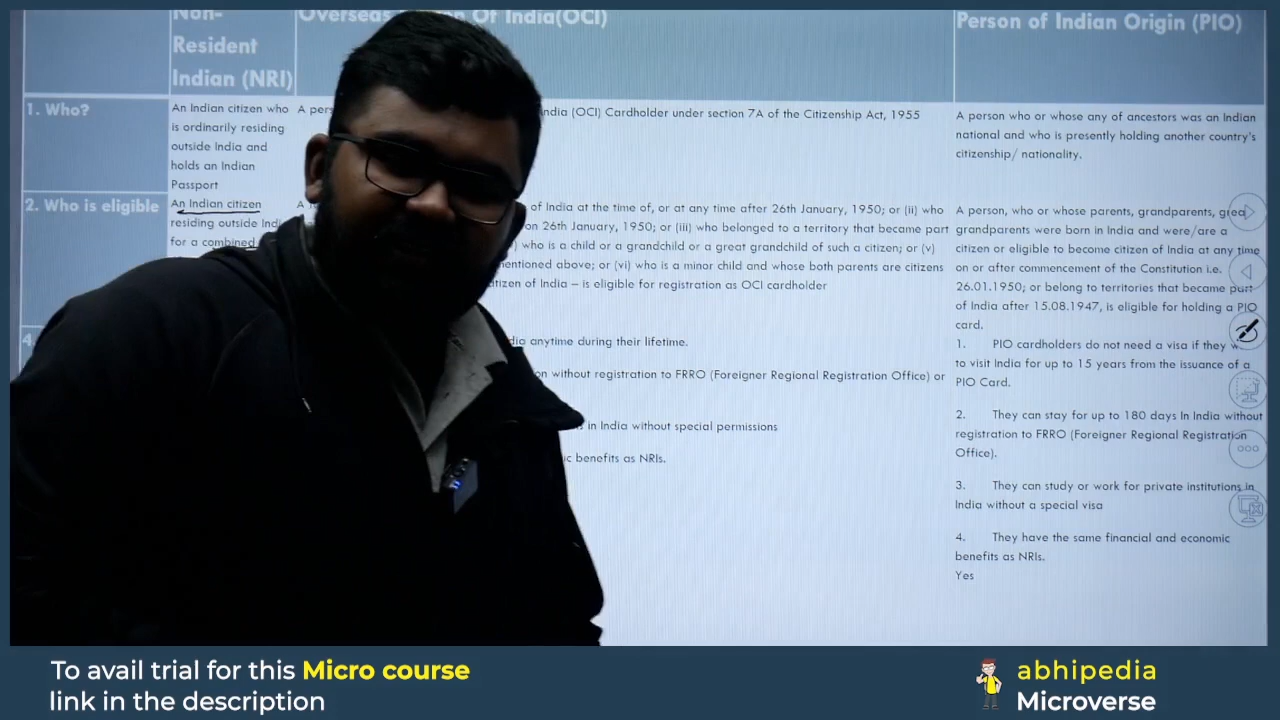 Non-
Resident
Indian (NRI)
Overseas Of India(OCI)
Person of Indian Origin (PIO)
1. Who?
An Indian citizen who
is ordinarily residing
outside India and
holds an Indian
Passport
A (OCI) Cardholder under section 7A of the Citizenship Act, 1955
A person who or whose any of ancestors was an Indian
national and who is presently holding another country's
citizenship/ nationality.
2. Who is eligible
An Indian citizen
residing outside
for a combined
A of India at the time of, or at any time after 26th January, 1950; or (ii) who
on 26th January, 1950; or (iii) who belonged to a territory that became part
who is a child or a grandchild or a great grandchild of such a citizen; or (v)
above; or (vi) who is a minor child and whose both parents are citizens
of India – is eligible for registration as OCI cardholder
A person, who or whose parents, grandparents,
grandparents were born in India and were/are a
citizen or eligible to become citizen of India at any time
on or after commencement of the Constitution i.e.
26.01.1950; or belong to territories that became part
of India after 15.08.1947, is eligible for holding a PIO
card.
4.
anytime during their lifetime.
without registration to FRRO (Foreigner Regional Registration Office) or
in India without special permissions
benefits as NRIs.
1. PIO cardholders do not need a visa if they
to visit India for up to 15 years from the issuance of a
PIO Card.
2. They can stay for up to 180 days In India without
registration to FRRO (Foreigner Regional Registration
Office).
3. They can study or work for private institutions in
India without a special visa
4. They have the same financial and economic
benefits as NRIs.
Yes
To avail trial for this Micro course
link in the description
abhipedia
Microverse